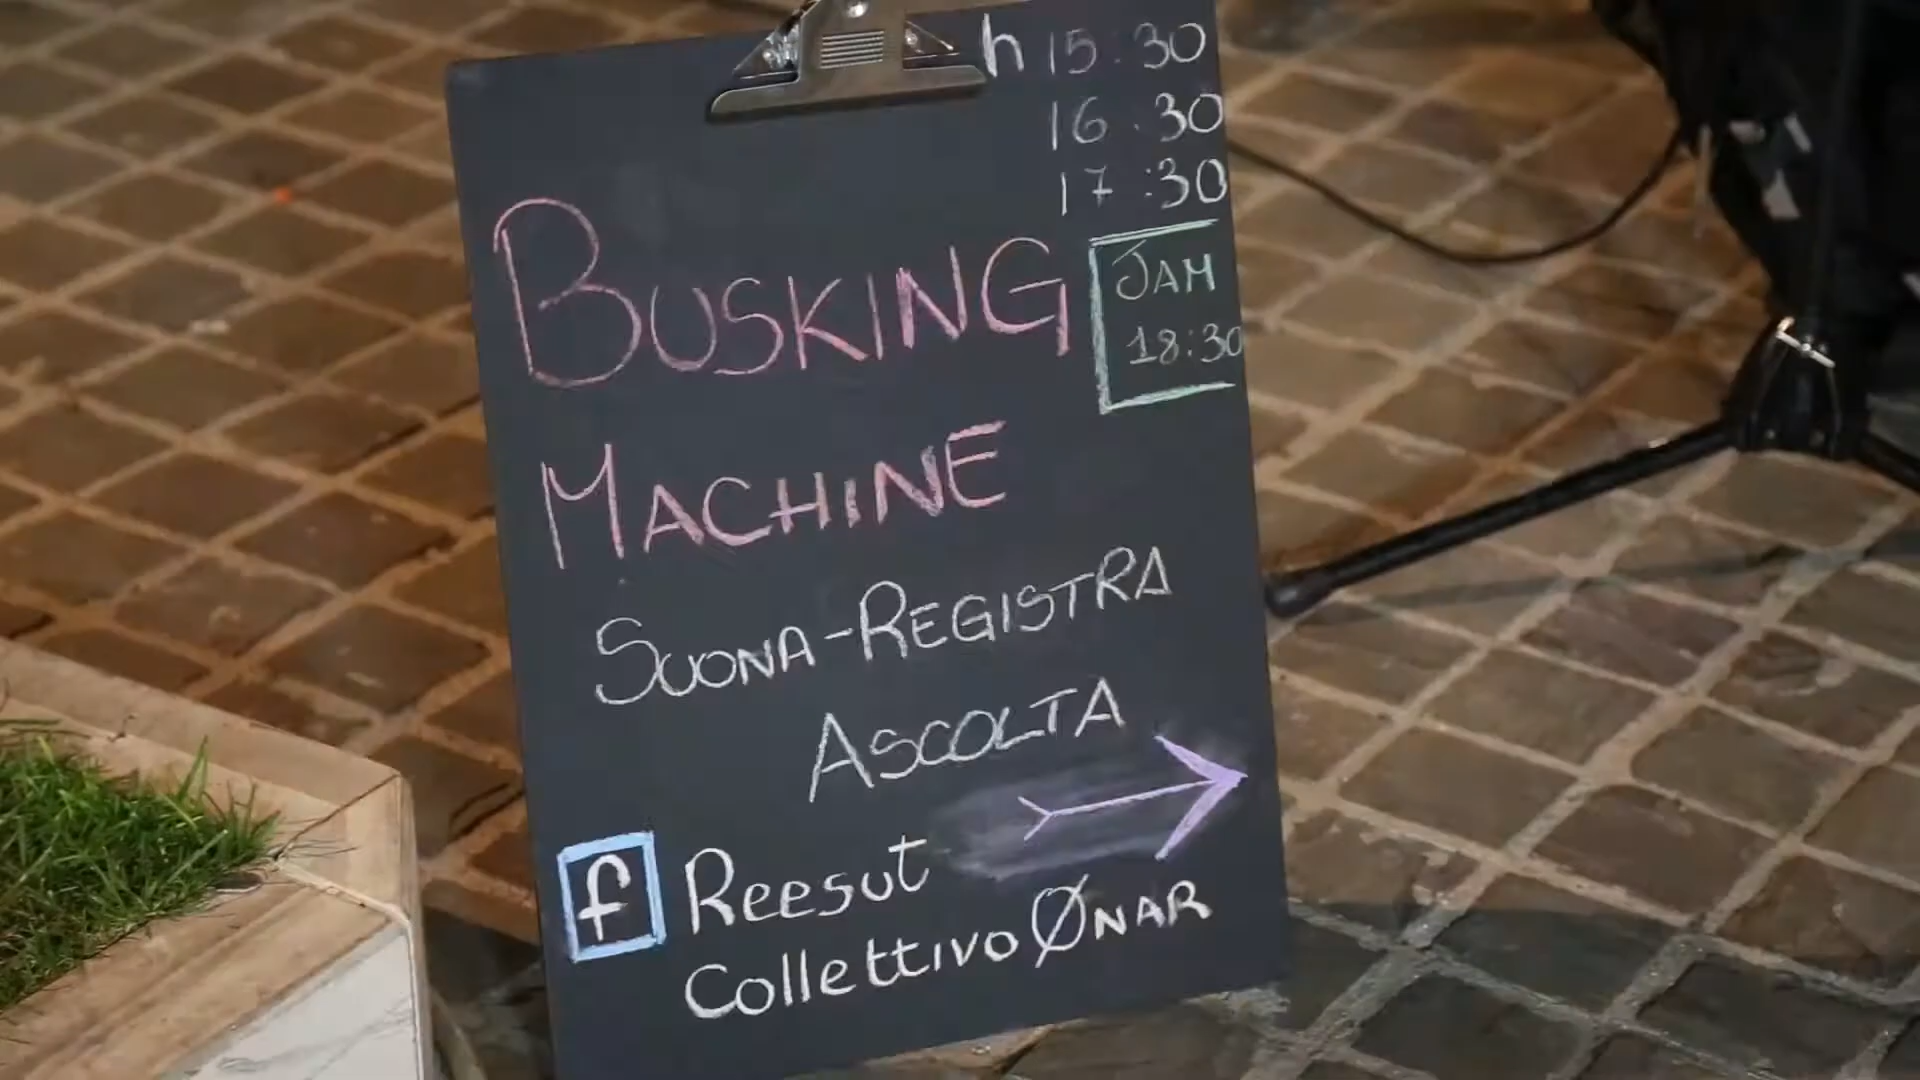 h 15:30
16:30
17:30
JAM
18:30
BUSKING
MACHINE
SUONA-REGISTRA
ASCOLTA
f Reesut
Collettivo ØNAR